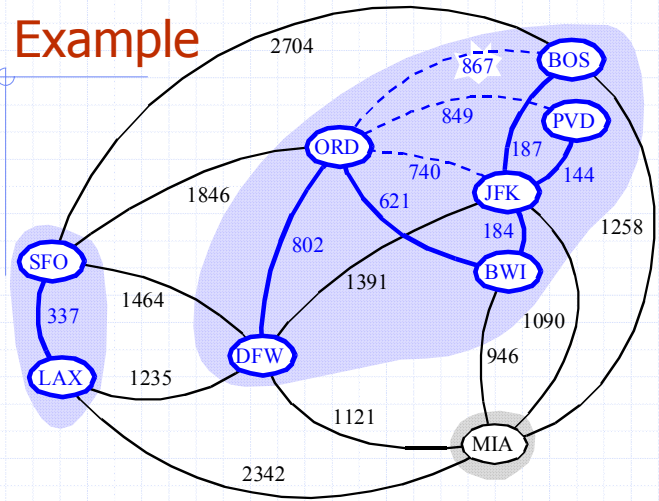 Example
2704
BOS
867
849
PVD
ORD
740
187
144
1846
621
JFK
184
1258
802
SFO
BWI
1391
1464
337
1090
946
DFW
LAX
1235
1121
MIA
2342